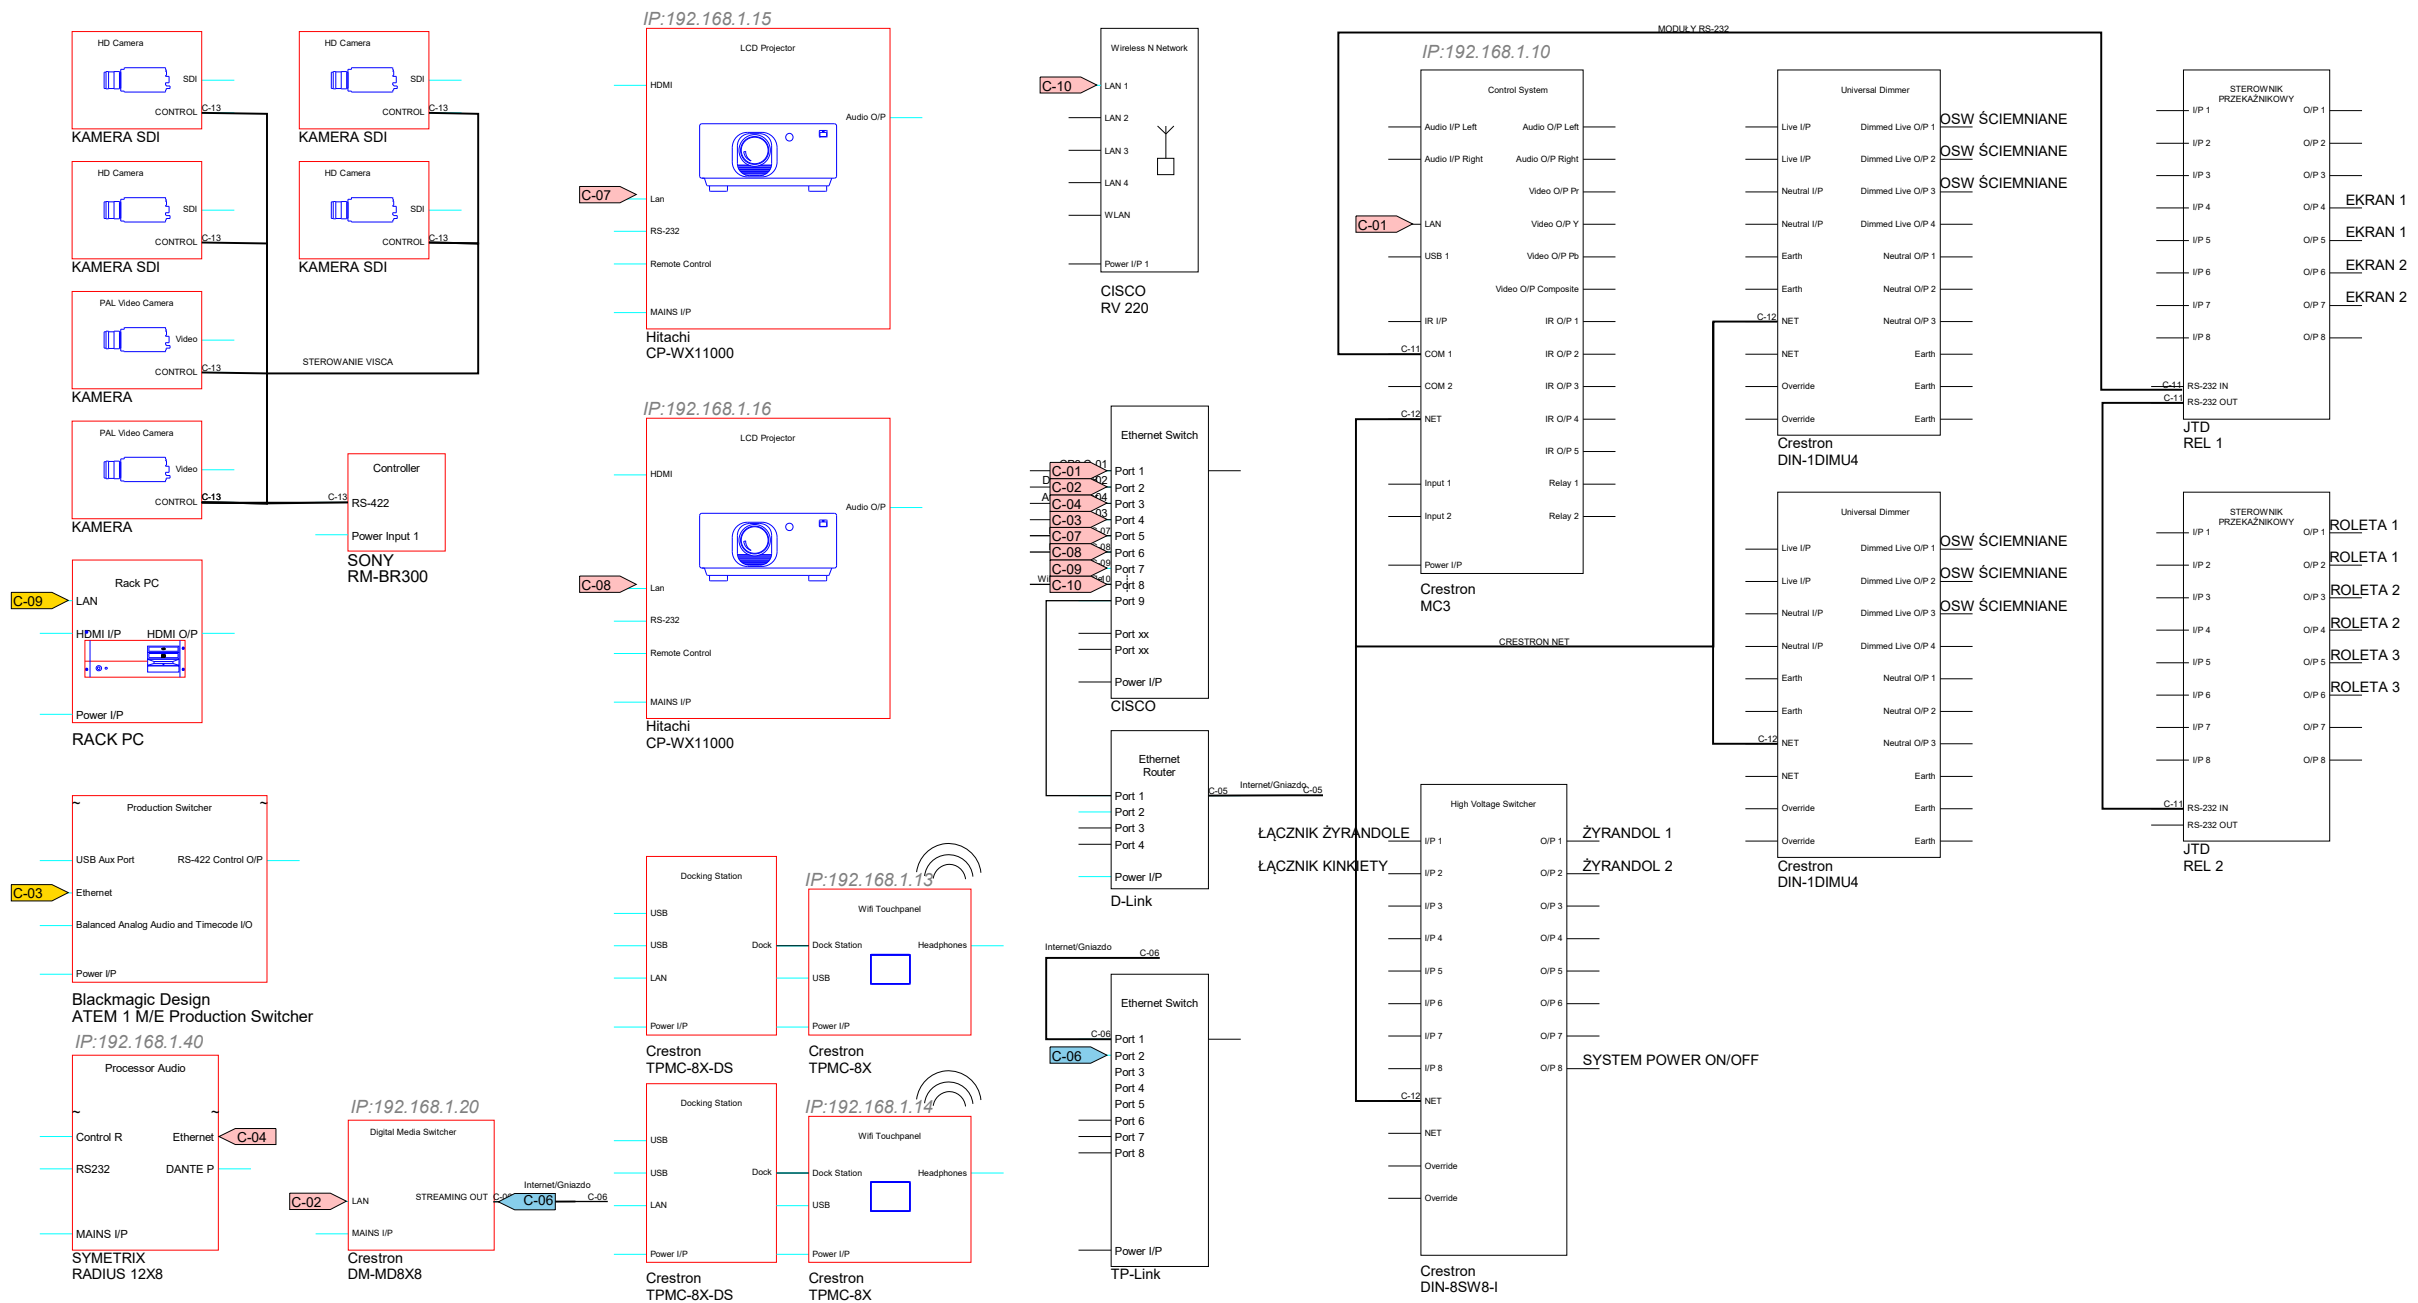 HD Camera
SDI
CONTROL
C-13
KAMERA SDI
HD Camera
SDI
CONTROL
C-13
KAMERA SDI
HD Camera
SDI
CONTROL
C-13
KAMERA SDI
HD Camera
SDI
CONTROL
C-13
KAMERA SDI
PAL Video Camera
Video
CONTROL
C-13
KAMERA
STEROWANIE VISCA
PAL Video Camera
Video
CONTROL
C-13
KAMERA
Controller
C-13
RS-422
Power Input 1
SONY
RM-BR300
Rack PC
C-09
LAN
HDMI I/P
HDMI O/P
Power I/P
RACK PC
Production Switcher
USB Aux Port
RS-422 Control O/P
C-03
Ethernet
Balanced Analog Audio and Timecode I/O
Power I/P
Blackmagic Design
ATEM 1 M/E Production Switcher
IP:192.168.1.40
Processor Audio
Control R
Ethernet
C-04
RS232
DANTE P
MAINS I/P
SYMETRIX
RADIUS 12X8
IP:192.168.1.20
Digital Media Switcher
C-02
LAN
STREAMING OUT
C-06
Internet/Gniazdo
C-06
MAINS I/P
Crestron
DM-MD8X8
IP:192.168.1.15
LCD Projector
HDMI
Audio O/P
C-07
Lan
RS-232
Remote Control
MAINS I/P
Hitachi
CP-WX11000
IP:192.168.1.16
LCD Projector
HDMI
Audio O/P
C-08
Lan
RS-232
Remote Control
MAINS I/P
Hitachi
CP-WX11000
Docking Station
USB
USB
Dock
LAN
Power I/P
Crestron
TPMC-8X-DS
IP:192.168.1.13
Wifi Touchpanel
Dock Station
Headphones
USB
Power I/P
Crestron
TPMC-8X
Docking Station
USB
USB
Dock
LAN
Power I/P
Crestron
TPMC-8X-DS
IP:192.168.1.14
Wifi Touchpanel
Dock Station
Headphones
USB
Power I/P
Crestron
TPMC-8X
Wireless N Network
C-10
LAN 1
LAN 2
LAN 3
LAN 4
WLAN
Power I/P 1
CISCO
RV 220
Ethernet Switch
C-01
Port 1
C-02
Port 2
C-04
Port 3
C-03
Port 4
C-07
Port 5
C-08
Port 6
C-09
Port 7
C-10
Port 8
Port 9
Port xx
Port xx
Power I/P
CISCO
Ethernet
Router
Port 1
Port 2
Port 3
Port 4
Power I/P
D-Link
C-05
Internet/Gniazdo
C-05
Internet/Gniazdo
C-06
Ethernet Switch
C-06
Port 1
C-06
Port 2
Port 3
Port 4
Port 5
Port 6
Port 7
Port 8
Power I/P
TP-Link
MODUŁY RS-232
IP:192.168.1.10
Control System
Audio I/P Left
Audio O/P Left
Audio I/P Right
Audio O/P Right
Video O/P Pr
C-01
LAN
Video O/P Y
USB 1
Video O/P Pb
Video O/P Composite
IR I/P
IR O/P 1
C-11
COM 1
IR O/P 2
COM 2
IR O/P 3
C-12
NET
IR O/P 4
IR O/P 5
Input 1
Relay 1
Input 2
Relay 2
Power I/P
Crestron
MC3
CRESTRON NET
High Voltage Switcher
ŁĄCZNIK ŻYRANDOLE
I/P 1
O/P 1
ŻYRANDOL 1
ŁĄCZNIK KINKIETY
I/P 2
O/P 2
ŻYRANDOL 2
I/P 3
O/P 3
I/P 4
O/P 4
I/P 5
O/P 5
I/P 6
O/P 6
I/P 7
O/P 7
I/P 8
O/P 8
SYSTEM POWER ON/OFF
C-12
NET
NET
Override
Override
Crestron
DIN-8SW8-I
Universal Dimmer
Live I/P
Dimmed Live O/P 1
OSW ŚCIEMNIANE
Live I/P
Dimmed Live O/P 2
OSW ŚCIEMNIANE
Neutral I/P
Dimmed Live O/P 3
OSW ŚCIEMNIANE
Neutral I/P
Dimmed Live O/P 4
Earth
Neutral O/P 1
Earth
Neutral O/P 2
C-12
NET
Neutral O/P 3
NET
Earth
Override
Earth
Override
Earth
Crestron
DIN-1DIMU4
Universal Dimmer
Live I/P
Dimmed Live O/P 1
OSW ŚCIEMNIANE
Live I/P
Dimmed Live O/P 2
OSW ŚCIEMNIANE
Neutral I/P
Dimmed Live O/P 3
OSW ŚCIEMNIANE
Neutral I/P
Dimmed Live O/P 4
Earth
Neutral O/P 1
Earth
Neutral O/P 2
C-12
NET
Neutral O/P 3
NET
Earth
Override
Earth
Override
Earth
Crestron
DIN-1DIMU4
STEROWNIK
PRZEKAŹNIKOWY
I/P 1
O/P 1
I/P 2
O/P 2
I/P 3
O/P 3
I/P 4
O/P 4
EKRAN 1
I/P 5
O/P 5
EKRAN 1
I/P 6
O/P 6
EKRAN 2
I/P 7
O/P 7
EKRAN 2
I/P 8
O/P 8
C-11
RS-232 IN
C-11
RS-232 OUT
JTD
REL 1
STEROWNIK
PRZEKAŹNIKOWY
I/P 1
O/P 1
ROLETA 1
I/P 2
O/P 2
ROLETA 1
I/P 3
O/P 3
ROLETA 2
I/P 4
O/P 4
ROLETA 2
I/P 5
O/P 5
ROLETA 3
I/P 6
O/P 6
ROLETA 3
I/P 7
O/P 7
I/P 8
O/P 8
C-11
RS-232 IN
RS-232 OUT
JTD
REL 2